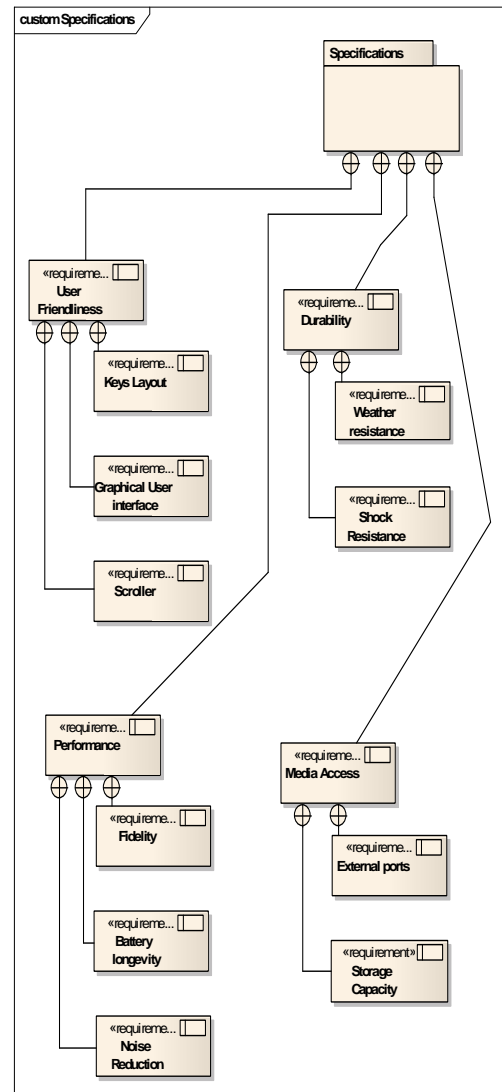 custom Specifications
Specifications
«requireme...
User
Friendliness
«requireme...
Keys Layout
«requireme...
Graphical User
interface
«requireme...
Scroller
«requireme...
Durability
«requireme...
Weather
resistance
«requireme...
Shock
Resistance
«requireme...
Performance
«requireme...
Fidelity
«requireme...
Battery
longevity
«requireme...
Noise
Reduction
«requireme...
Media Access
«requireme...
External ports
«requirement»
Storage
Capacity